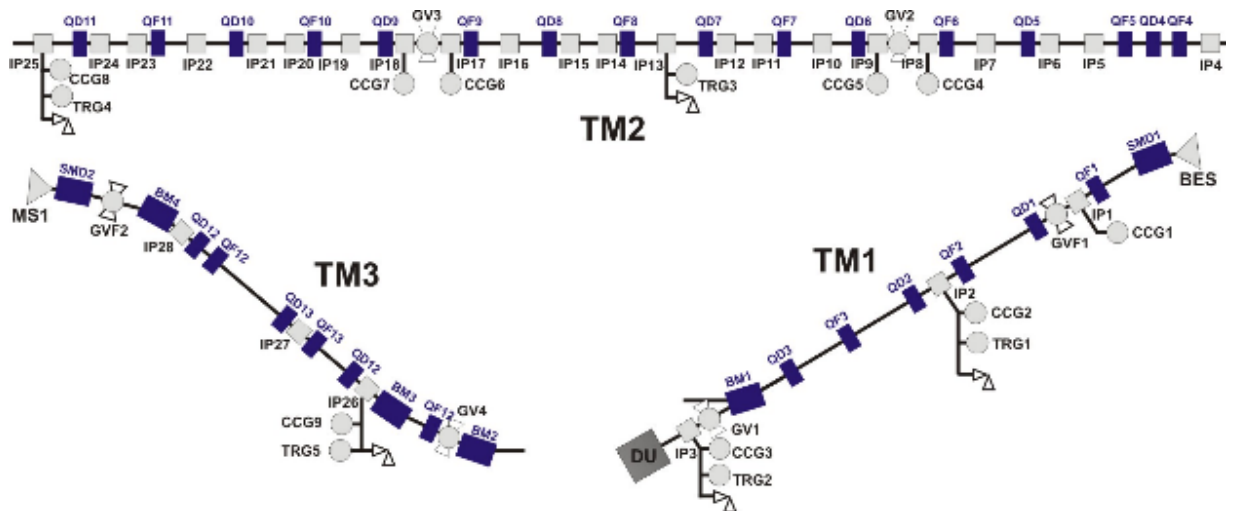 QD11 QF11 QD10 QF10 QD9 GV3 QF9 QD8 QF8 QD7 QF7 QD6 GV2 QF6 QD5 QF5 QD4 QF4
IP25 IP24 IP23 IP22 IP21 IP20 IP19 IP18 IP17 IP16 IP15 IP14 IP13 IP12 IP11 IP10 IP9 IP8 IP7 IP6 IP5 IP4
CCG8 CCG7 CCG6 TRG3 CCG5 CCG4
TRG4
TM2
SMD2
MS1
GVF2
BM4
IP28
QD12
QF12
TM3
QD13
IP27
QF13
QD12
IP26
BM3
QF12
GV4
BM2
CCG9
TRG5
TM1
SMD1
BES
QF1
IP1
CCG1
GVF1
QD1
QF2
IP2
CCG2
TRG1
QD2
QF3
QD3
BM1
GV1
IP3
DU
CCG3
TRG2